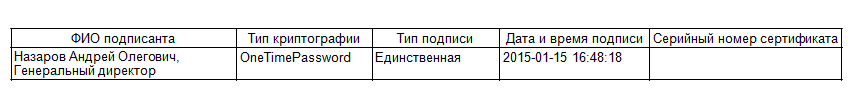 ФИО подписанта Тип криптографии Тип подписи Дата и время подписи Серийный номер сертификата
Назаров Андрей Олегович, OneTimePassword Единственная 2015-01-15 16:48:18
Генеральный директор